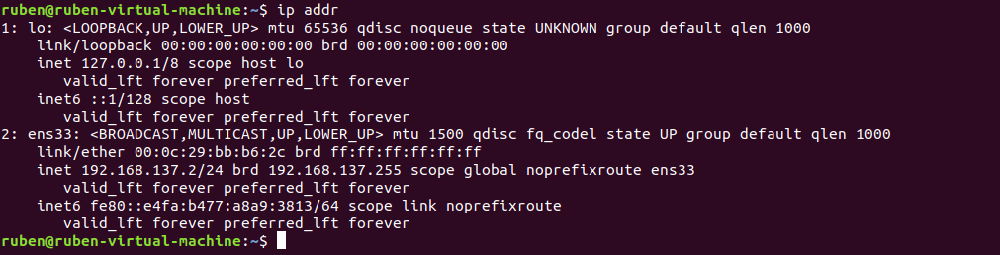 ruben@ruben-virtual-machine:~$ ip addr
1: lo: <LOOPBACK,UP,LOWER_UP> mtu 65536 qdisc noqueue state UNKNOWN group default qlen 1000
    link/loopback 00:00:00:00:00:00 brd 00:00:00:00:00:00
    inet 127.0.0.1/8 scope host lo
       valid_lft forever preferred_lft forever
    inet6 ::1/128 scope host
       valid_lft forever preferred_lft forever
2: ens33: <BROADCAST,MULTICAST,UP,LOWER_UP> mtu 1500 qdisc fq_codel state UP group default qlen 1000
    link/ether 00:0c:29:bb:b6:2c brd ff:ff:ff:ff:ff:ff
    inet 192.168.137.2/24 brd 192.168.137.255 scope global noprefixroute ens33
       valid_lft forever preferred_lft forever
    inet6 fe80::e4fa:b477:a8a9:3813/64 scope link noprefixroute
       valid_lft forever preferred_lft forever
ruben@ruben-virtual-machine:~$